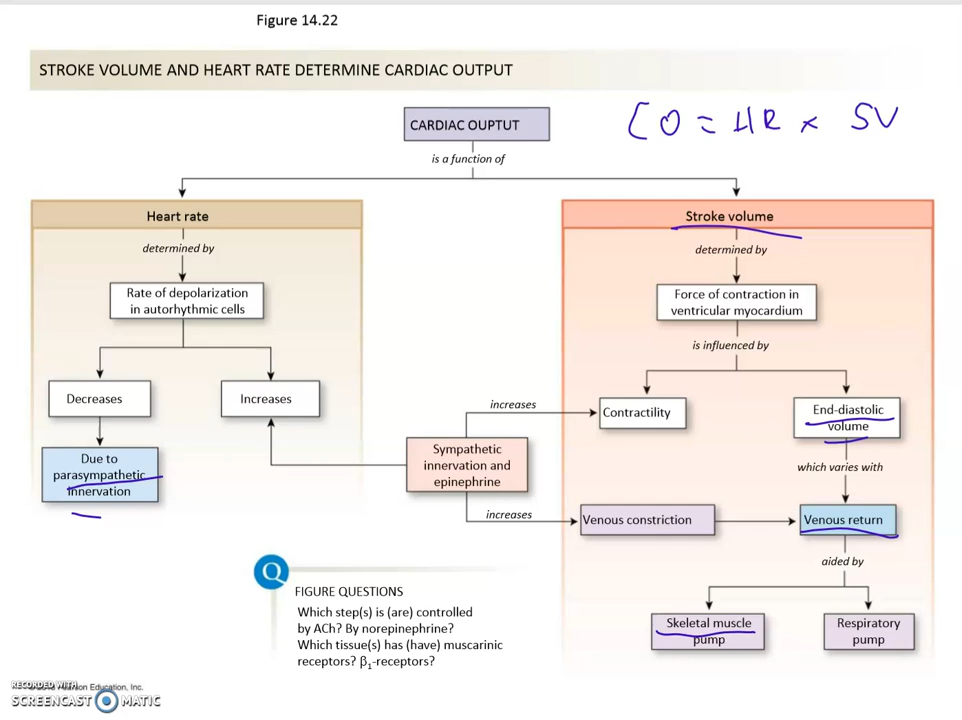 Figure 14.22
STROKE VOLUME AND HEART RATE DETERMINE CARDIAC OUTPUT
CARDIAC OUPTUT
CO = HR x SV
is a function of
Heart rate
determined by
Rate of depolarization
in autorhythmic cells
Decreases
Increases
Due to
parasympathetic
innervation
Sympathetic
innervation and
epinephrine
increases
increases
Stroke volume
determined by
Force of contraction in
ventricular myocardium
is influenced by
Contractility
End-diastolic
volume
which varies with
Venous constriction
Venous return
aided by
Skeletal muscle
pump
Respiratory
pump
Q
FIGURE QUESTIONS
Which step(s) is (are) controlled
by ACh? By norepinephrine?
Which tissue(s) has (have) muscarinic
receptors? β₁-receptors?
Education, Inc.
RECORDED WITH
SCREENCAST MATIC